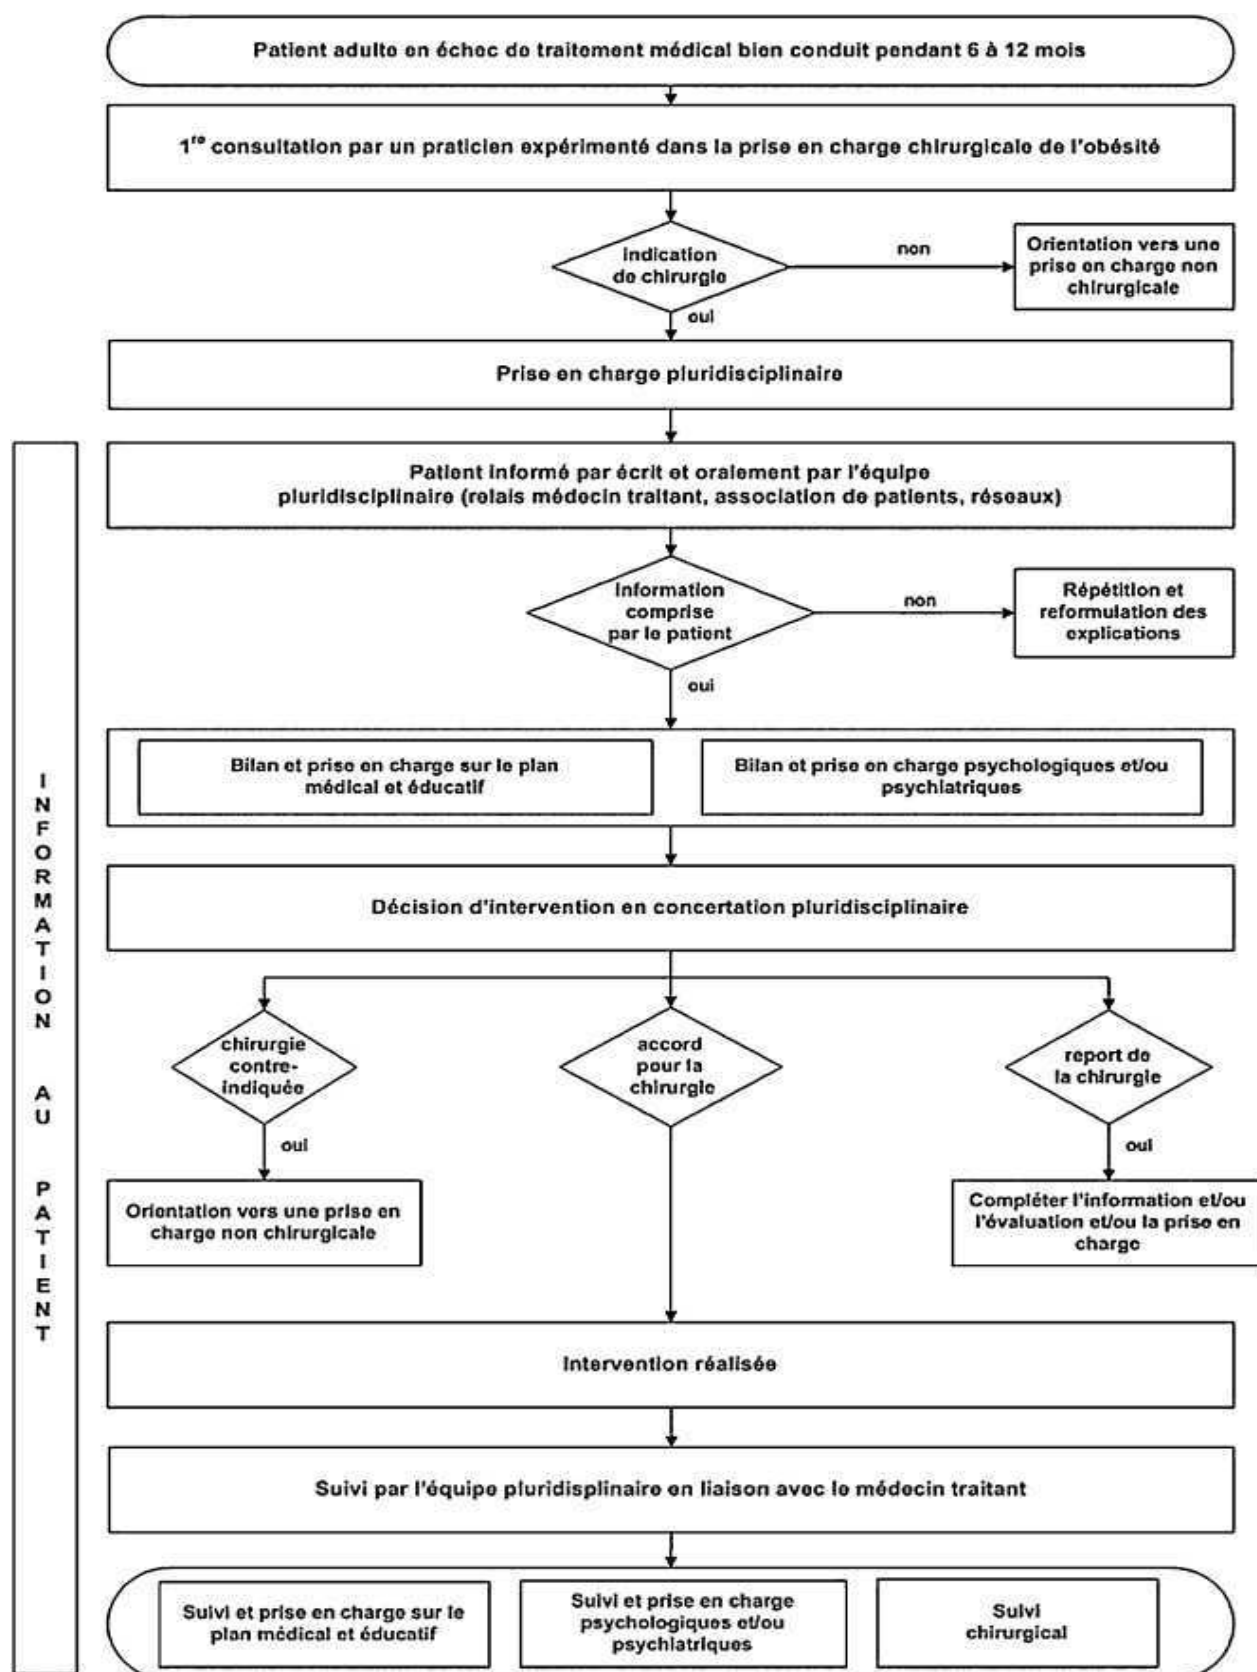 Patient adulte en échec de traitement médical bien conduit pendant 6 à 12 mois
1re consultation par un praticien expérimenté dans la prise en charge chirurgicale de l'obésité
indication
de chirurgie
non
Orientation vers une
prise en charge non
chirurgicale
oui
Prise en charge pluridisciplinaire
Patient informé par écrit et oralement par l'équipe
pluridisciplinaire (relais médecin traitant, association de patients, réseaux)
Information
comprise
par le patient
non
Répétition et
reformulation des
explications
oui
Bilan et prise en charge sur le plan
médical et éducatif
Bilan et prise en charge psychologiques et/ou
psychiatriques
Décision d'intervention en concertation pluridisciplinaire
chirurgie
contre-
indiquée
accord
pour la
chirurgie
report de
la chirurgie
oui
oui
Orientation vers une prise en
charge non chirurgicale
Compléter l'information et/ou
l'évaluation et/ou la prise en
charge
Intervention réalisée
Suivi par l'équipe pluridisplinaire en liaison avec le médecin traitant
Suivi et prise en charge sur le
plan médical et éducatif
Suivi et prise en charge
psychologiques et/ou
psychiatriques
Suivi
chirurgical
INFORMATION AU PATIENT